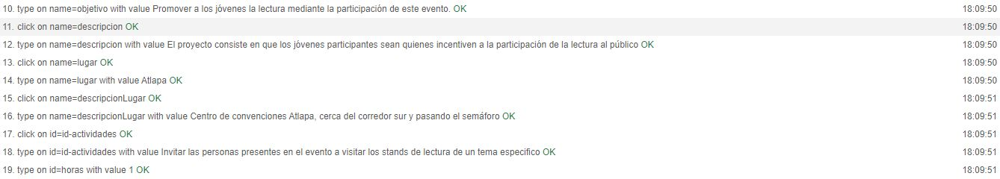 10. type on name=objetivo with value Promover a los jóvenes la lectura mediante la participación de este evento. OK 18:09:50
11. click on name=descripcion OK 18:09:50
12. type on name=descripcion with value El proyecto consiste en que los jóvenes participantes sean quienes incentiven a la participación de la lectura al público OK 18:09:50
13. click on name=lugar OK 18:09:50
14. type on name=lugar with value Atlapa OK 18:09:50
15. click on name=descripcionLugar OK 18:09:51
16. type on name=descripcionLugar with value Centro de convenciones Atlapa, cerca del corredor sur y pasando el semáforo OK 18:09:51
17. click on id=id-actividades OK 18:09:51
18. type on id=id-actividades with value Invitar las personas presentes en el evento a visitar los stands de lectura de un tema especifico OK 18:09:51
19. type on id=horas with value 1 OK 18:09:51